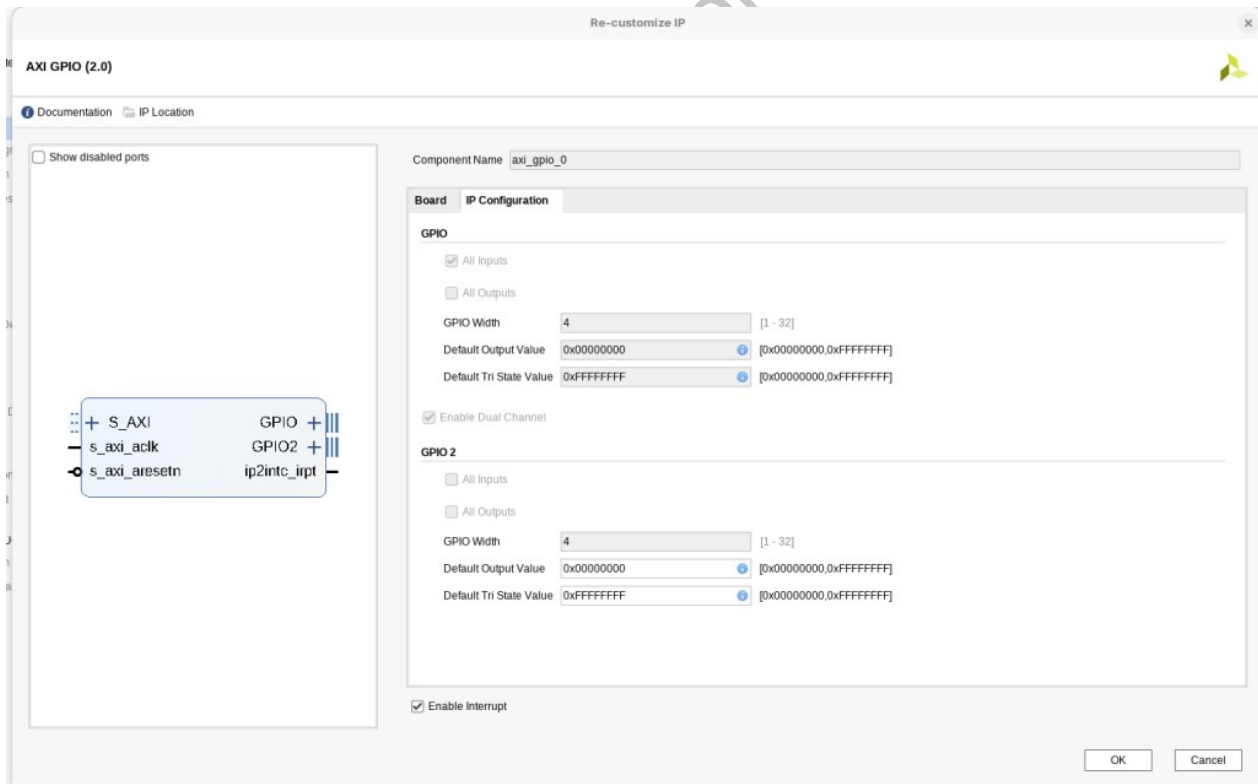 Re-customize IP
AXI GPIO (2.0)
Documentation IP Location
Show disabled ports
S_AXI
s_axi_aclk
s_axi_aresetn
GPIO
GPIO2
ip2intc_irpt
Component Name axi_gpio_0
Board IP Configuration
GPIO
All Inputs
All Outputs
GPIO Width 4 [1 - 32]
Default Output Value 0x00000000 [0x00000000,0xFFFFFFFF]
Default Tri State Value 0xFFFFFFFF [0x00000000,0xFFFFFFFF]
Enable Dual Channel
GPIO 2
All Inputs
All Outputs
GPIO Width 4 [1 - 32]
Default Output Value 0x00000000 [0x00000000,0xFFFFFFFF]
Default Tri State Value 0xFFFFFFFF [0x00000000,0xFFFFFFFF]
Enable Interrupt
OK Cancel